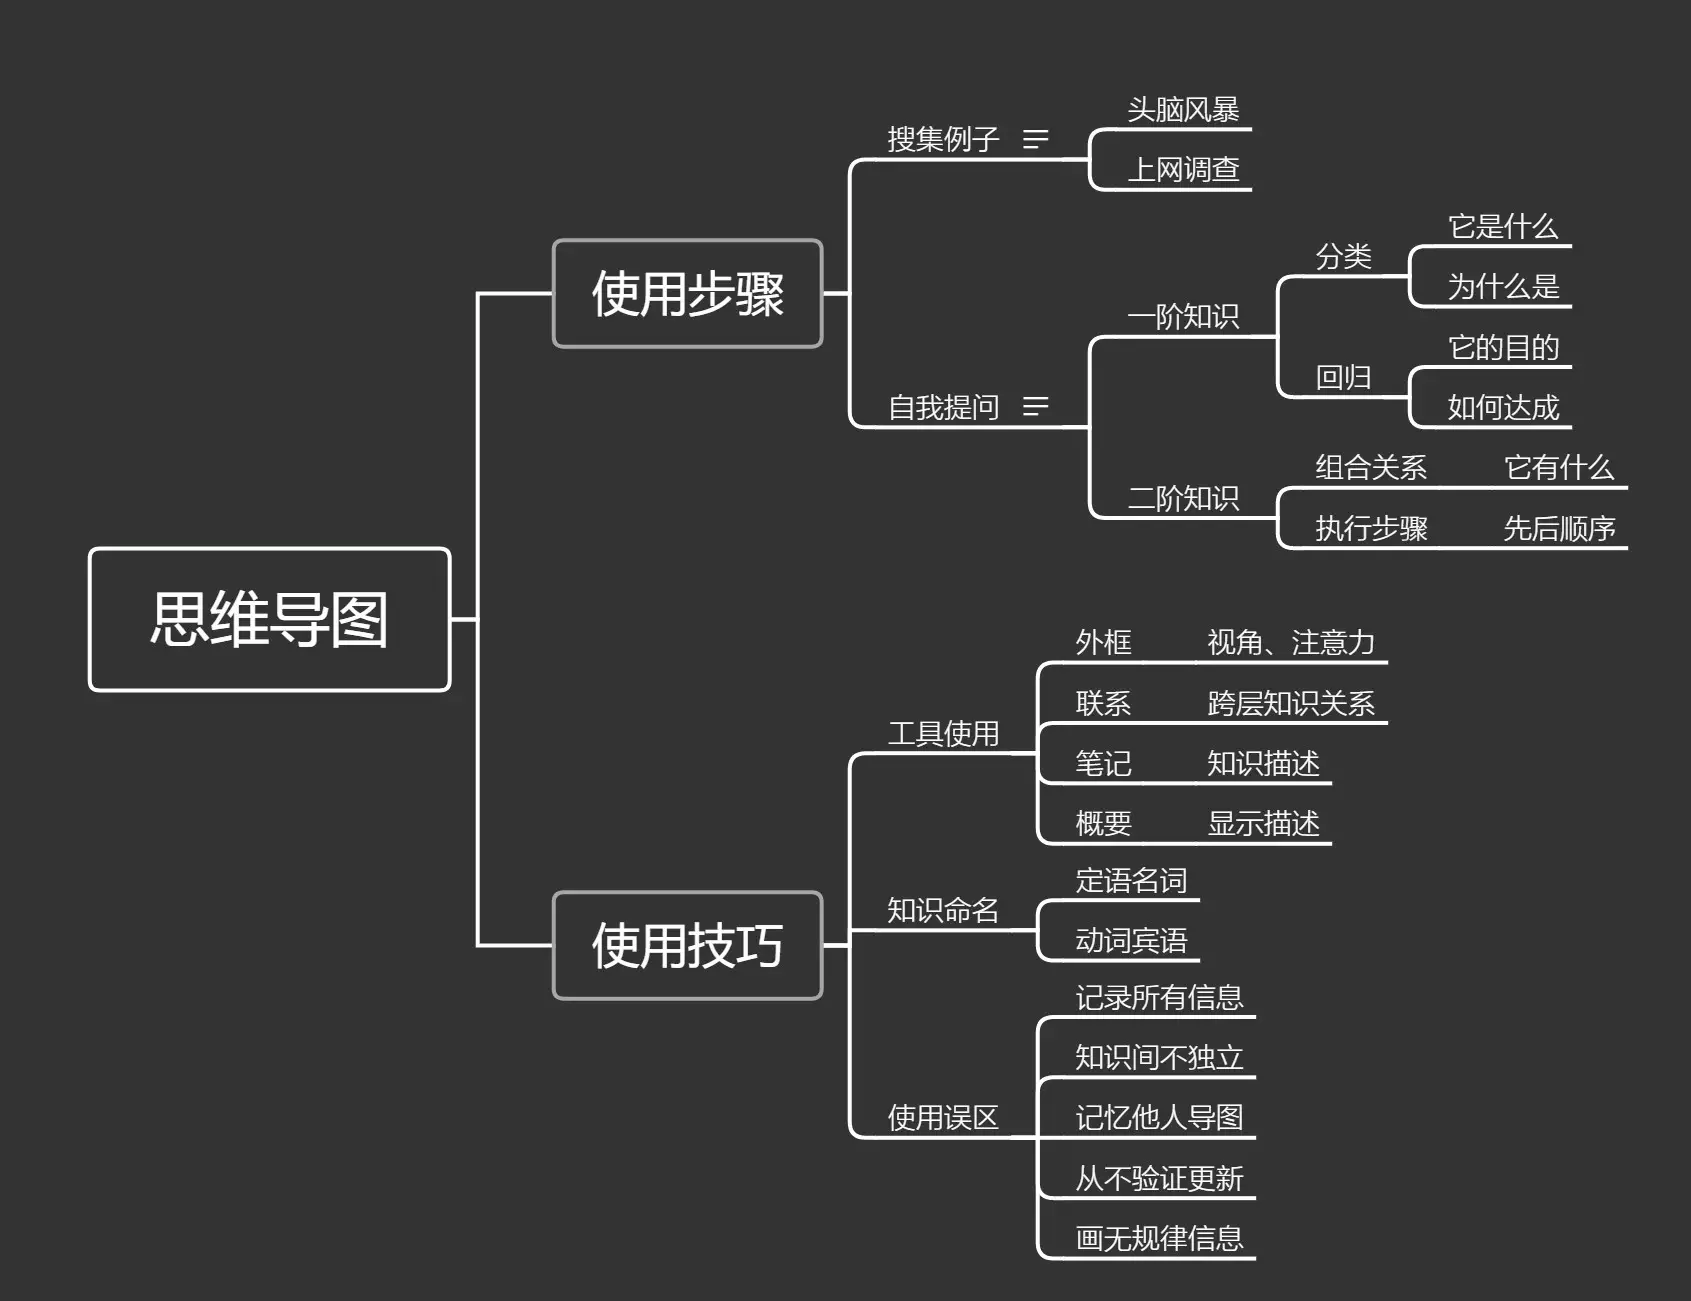 思维导图
使用步骤
搜集例子
头脑风暴
上网调查
自我提问
一阶知识
分类
它是什么
为什么是
回归
它的目的
如何达成
二阶知识
组合关系
它有什么
执行步骤
先后顺序
使用技巧
工具使用
外框
视角、注意力
联系
跨层知识关系
笔记
知识描述
概要
显示描述
知识命名
定语名词
动词宾语
使用误区
记录所有信息
知识间不独立
记忆他人导图
从不验证更新
画无规律信息